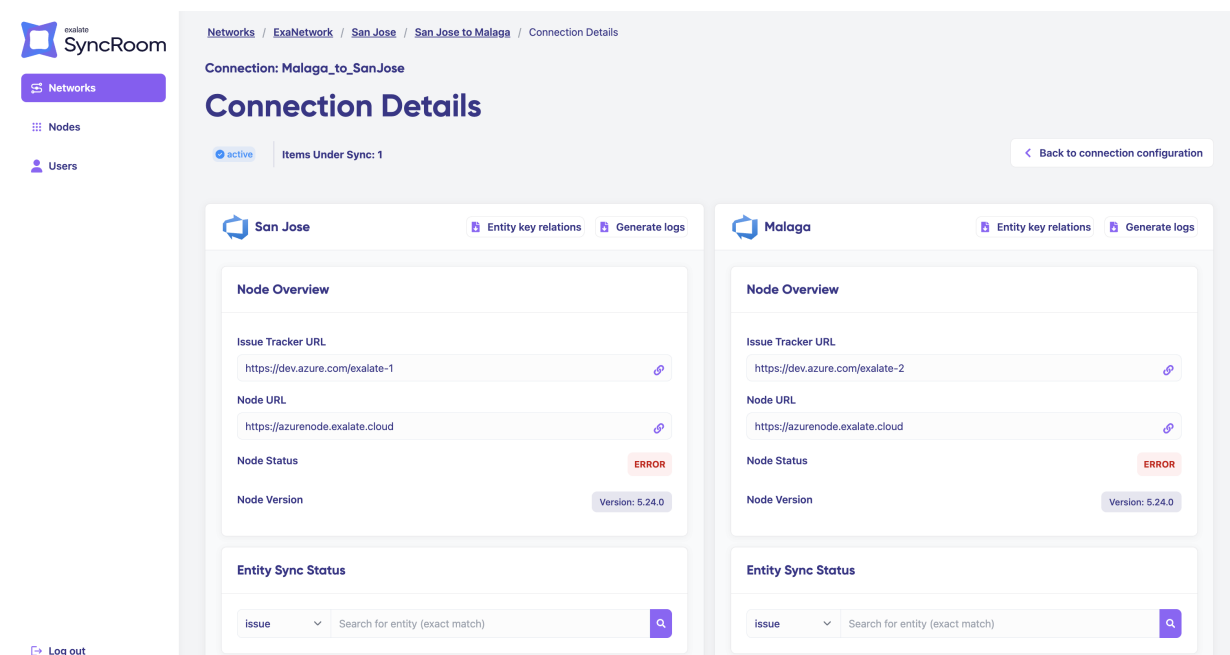 exalate
SyncRoom
Networks
Nodes
Users
Log out
Networks / ExaNetwork / San Jose / San Jose to Malaga / Connection Details
Connection: Malaga_to_SanJose
Connection Details
active
Items Under Sync: 1
Back to connection configuration
San Jose
Entity key relations
Generate logs
Node Overview
Issue Tracker URL
https://dev.azure.com/exalate-1
Node URL
https://azurenode.exalate.cloud
Node Status
ERROR
Node Version
Version: 5.24.0
Entity Sync Status
issue
Search for entity (exact match)
Malaga
Entity key relations
Generate logs
Node Overview
Issue Tracker URL
https://dev.azure.com/exalate-2
Node URL
https://azurenode.exalate.cloud
Node Status
ERROR
Node Version
Version: 5.24.0
Entity Sync Status
issue
Search for entity (exact match)